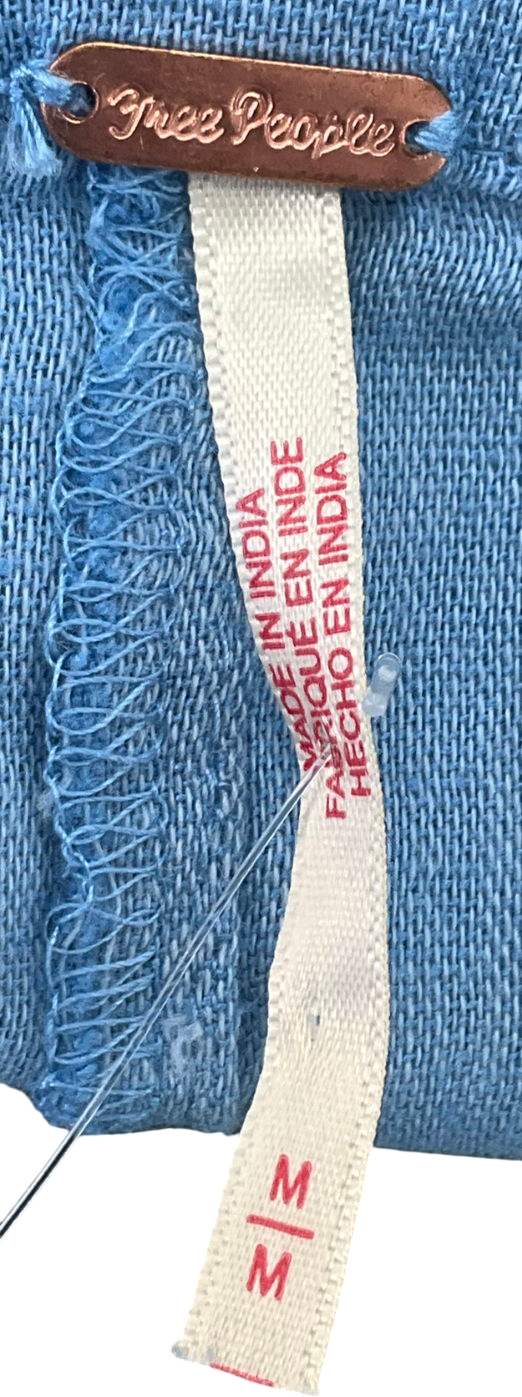 Free People
MADE IN INDIA
FABRIQUÉ EN INDE
HECHO EN INDIA
M
M